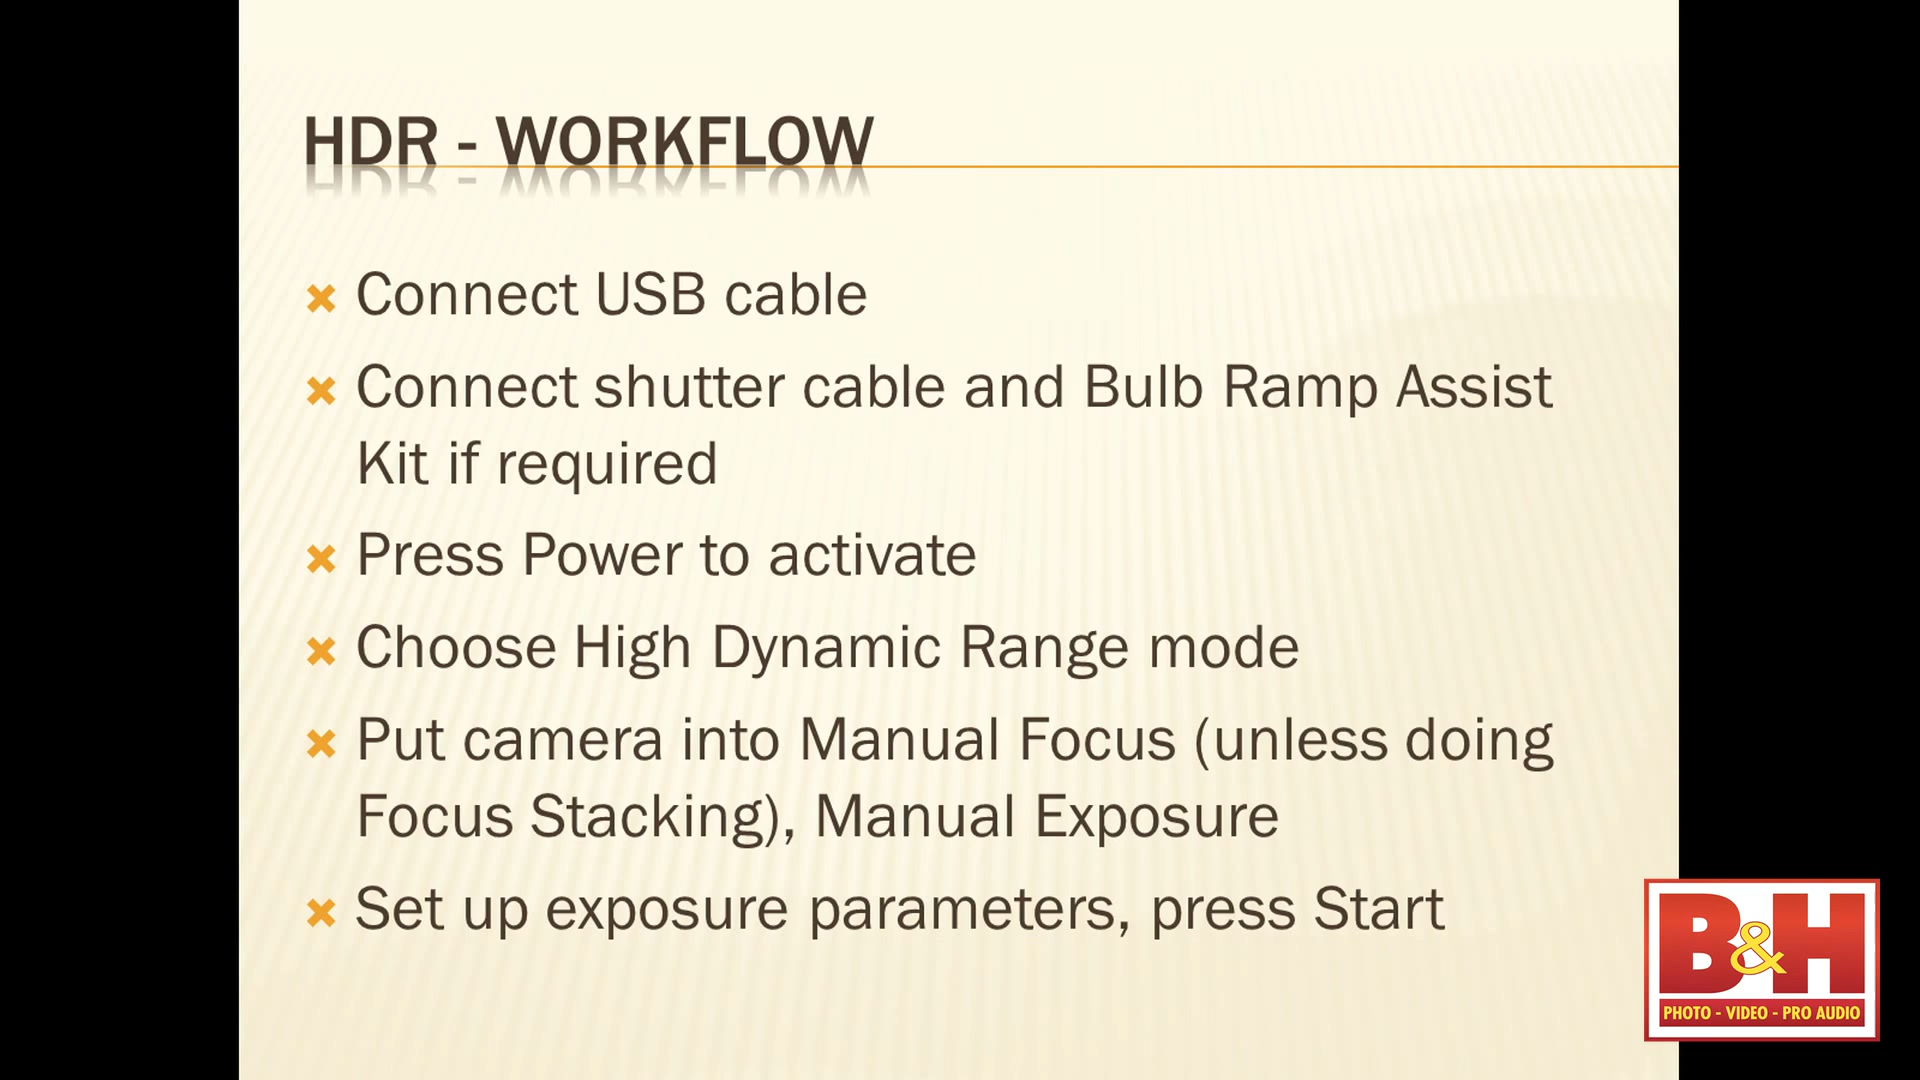 HDR - WORKFLOW
Connect USB cable
Connect shutter cable and Bulb Ramp Assist
Kit if required
Press Power to activate
Choose High Dynamic Range mode
Put camera into Manual Focus (unless doing
Focus Stacking), Manual Exposure
Set up exposure parameters, press Start
B&H
PHOTO - VIDEO - PRO AUDIO